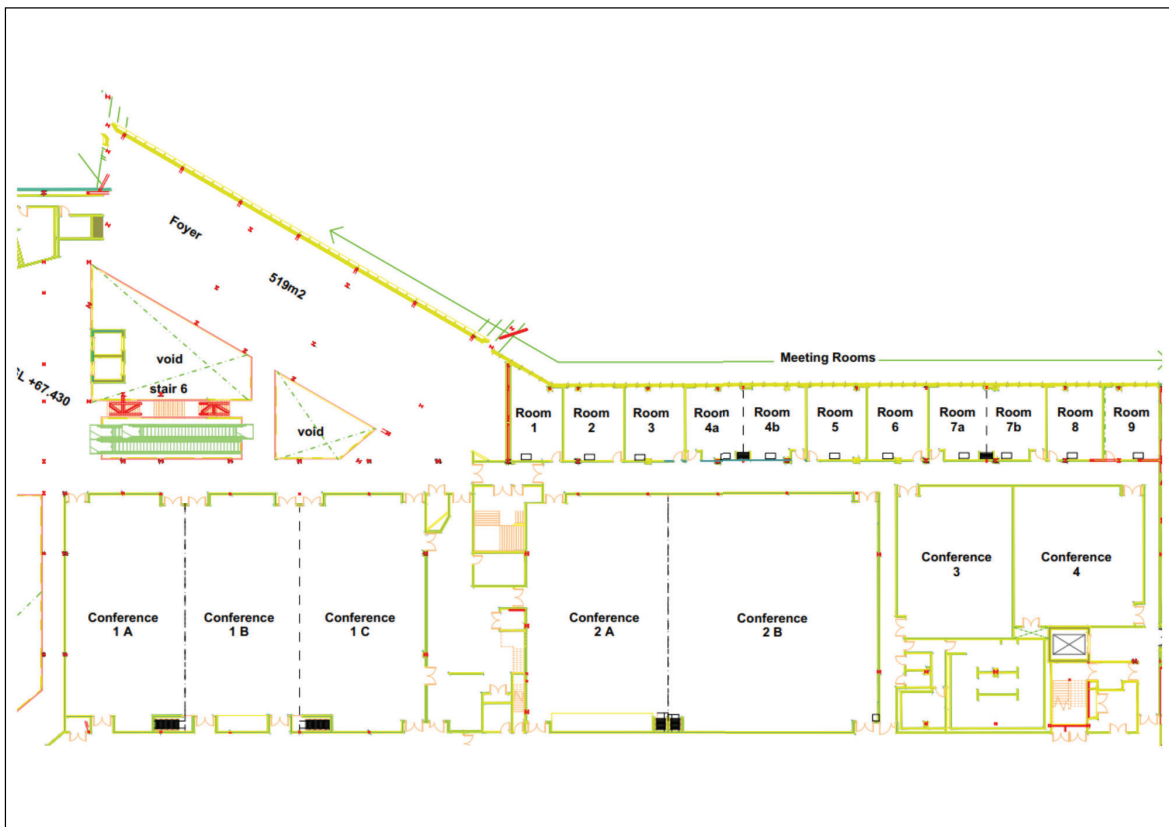 Foyer
519m2
void
stair 6
void
+67.430
Meeting Rooms
Room
1
Room
2
Room
3
Room
4a
Room
4b
Room
5
Room
6
Room
7a
Room
7b
Room
8
Room
9
Conference
1 A
Conference
1 B
Conference
1 C
Conference
2 A
Conference
2 B
Conference
3
Conference
4